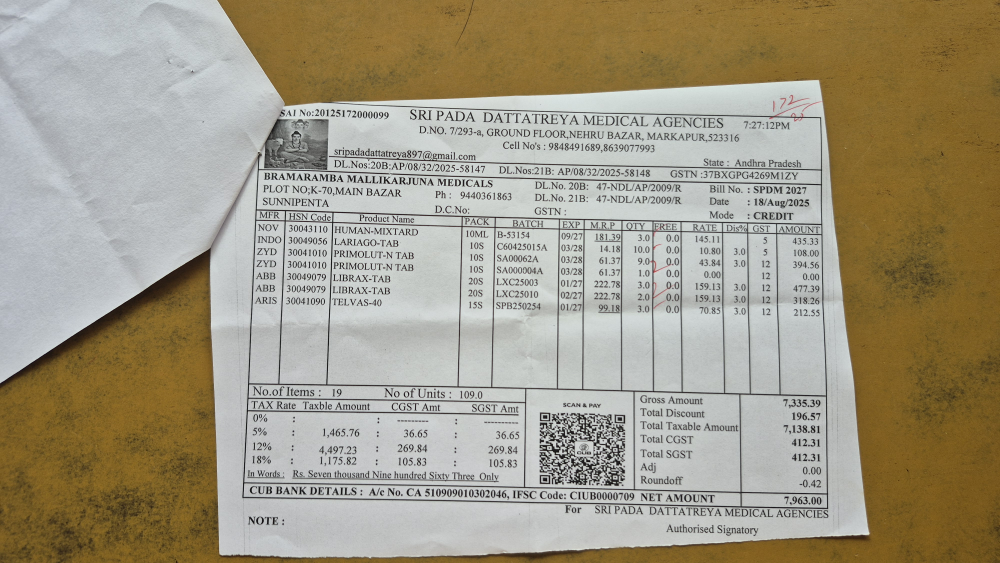 172
SAI No:20125172000099
SRI PADA DATTATREYA MEDICAL AGENCIES 7:27:12PM
D.NO. 7/293-a, GROUND FLOOR,NEHRU BAZAR, MARKAPUR,523316
Cell No's : 9848491689,8639077993
sripadadattatreya897@gmail.com State : Andhra Pradesh
DL.Nos:20B:AP/08/32/2025-58147 DL.Nos:21B: AP/08/32/2025-58148 GSTN :37BXGPG4269M1ZY
BRAMARAMBA MALLIKARJUNA MEDICALS DL.No. 20B: 47-NDL/AP/2009/R Bill No. : SPDM 2027
PLOT NO;K-70,MAIN BAZAR Ph : 9440361863 DL.No. 21B: 47-NDL/AP/2009/R Date : 18/Aug/2025
SUNNIPENTA D.C.No: GSTN : Mode : CREDIT
MFR HSN Code Product Name PACK BATCH EXP M.R.P QTY FREE RATE Dis% GST AMOUNT
NOV 30043110 HUMAN-MIXTARD 10ML B-53154 09/27 181.39 3.0 0.0 145.11 5 435.33
INDO 30049056 LARIAGO-TAB 10S C60425015A 03/28 14.18 10.0 0.0 10.80 3.0 5 108.00
ZYD 30041010 PRIMOLUT-N TAB 10S SA00062A 03/28 61.37 9.0 0.0 43.84 3.0 12 394.56
ZYD 30041010 PRIMOLUT-N TAB 10S SA000004A 03/28 61.37 1.0 0.0 0.00 12 0.00
ABB 30049079 LIBRAX-TAB 20S LXC25003 01/27 222.78 3.0 0.0 159.13 3.0 12 477.39
ABB 30049079 LIBRAX-TAB 20S LXC25010 02/27 222.78 2.0 0.0 159.13 3.0 12 318.26
ARIS 30041090 TELVAS-40 15S SPB250254 01/27 99.18 3.0 0.0 70.85 3.0 12 212.55
No.of Items : 19 No of Units : 109.0
TAX Rate Taxble Amount CGST Amt SGST Amt
0% : : --------- : ---------
5% : 1,465.76 : 36.65 : 36.65
12% : 4,497.23 : 269.84 : 269.84
18% : 1,175.82 : 105.83 : 105.83
In Words : Rs. Seven thousand Nine hundred Sixty Three Only
SCAN & PAY
CUB
Gross Amount 7,335.39
Total Discount 196.57
Total Taxable Amount 7,138.81
Total CGST 412.31
Total SGST 412.31
Adj 0.00
Roundoff -0.42
CUB BANK DETAILS : A/c No. CA 510909010302046, IFSC Code: CIUB0000709 NET AMOUNT 7,963.00
For SRI PADA DATTATREYA MEDICAL AGENCIES
NOTE :
Authorised Signatory